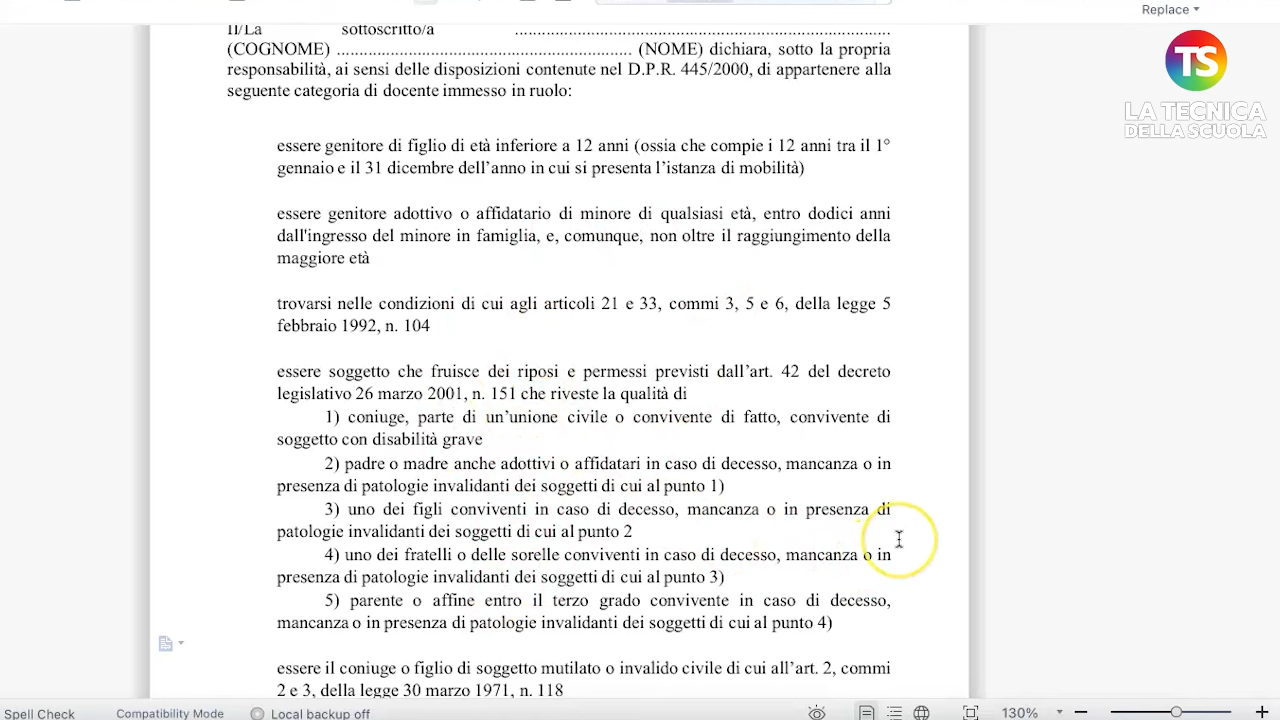 Replace
Il/La sottoscritto/a ...............................................................................
(COGNOME) .............................................................. (NOME) dichiara, sotto la propria
responsabilità, ai sensi delle disposizioni contenute nel D.P.R. 445/2000, di appartenere alla
seguente categoria di docente immesso in ruolo:
essere genitore di figlio di età inferiore a 12 anni (ossia che compie i 12 anni tra il 1°
gennaio e il 31 dicembre dell’anno in cui si presenta l’istanza di mobilità)
essere genitore adottivo o affidatario di minore di qualsiasi età, entro dodici anni
dall'ingresso del minore in famiglia, e, comunque, non oltre il raggiungimento della
maggiore età
trovarsi nelle condizioni di cui agli articoli 21 e 33, commi 3, 5 e 6, della legge 5
febbraio 1992, n. 104
essere soggetto che fruisce dei riposi e permessi previsti dall’art. 42 del decreto
legislativo 26 marzo 2001, n. 151 che riveste la qualità di
1) coniuge, parte di un’unione civile o convivente di fatto, convivente di
soggetto con disabilità grave
2) padre o madre anche adottivi o affidatari in caso di decesso, mancanza o in
presenza di patologie invalidanti dei soggetti di cui al punto 1)
3) uno dei figli conviventi in caso di decesso, mancanza o in presenza di
patologie invalidanti dei soggetti di cui al punto 2
4) uno dei fratelli o delle sorelle conviventi in caso di decesso, mancanza o in
presenza di patologie invalidanti dei soggetti di cui al punto 3)
5) parente o affine entro il terzo grado convivente in caso di decesso,
mancanza o in presenza di patologie invalidanti dei soggetti di cui al punto 4)
essere il coniuge o figlio di soggetto mutilato o invalido civile di cui all’art. 2, commi
2 e 3, della legge 30 marzo 1971, n. 118
TS
LA TECNICA
DELLA SCUOLA
Spell Check Compatibility Mode Local backup off 130%